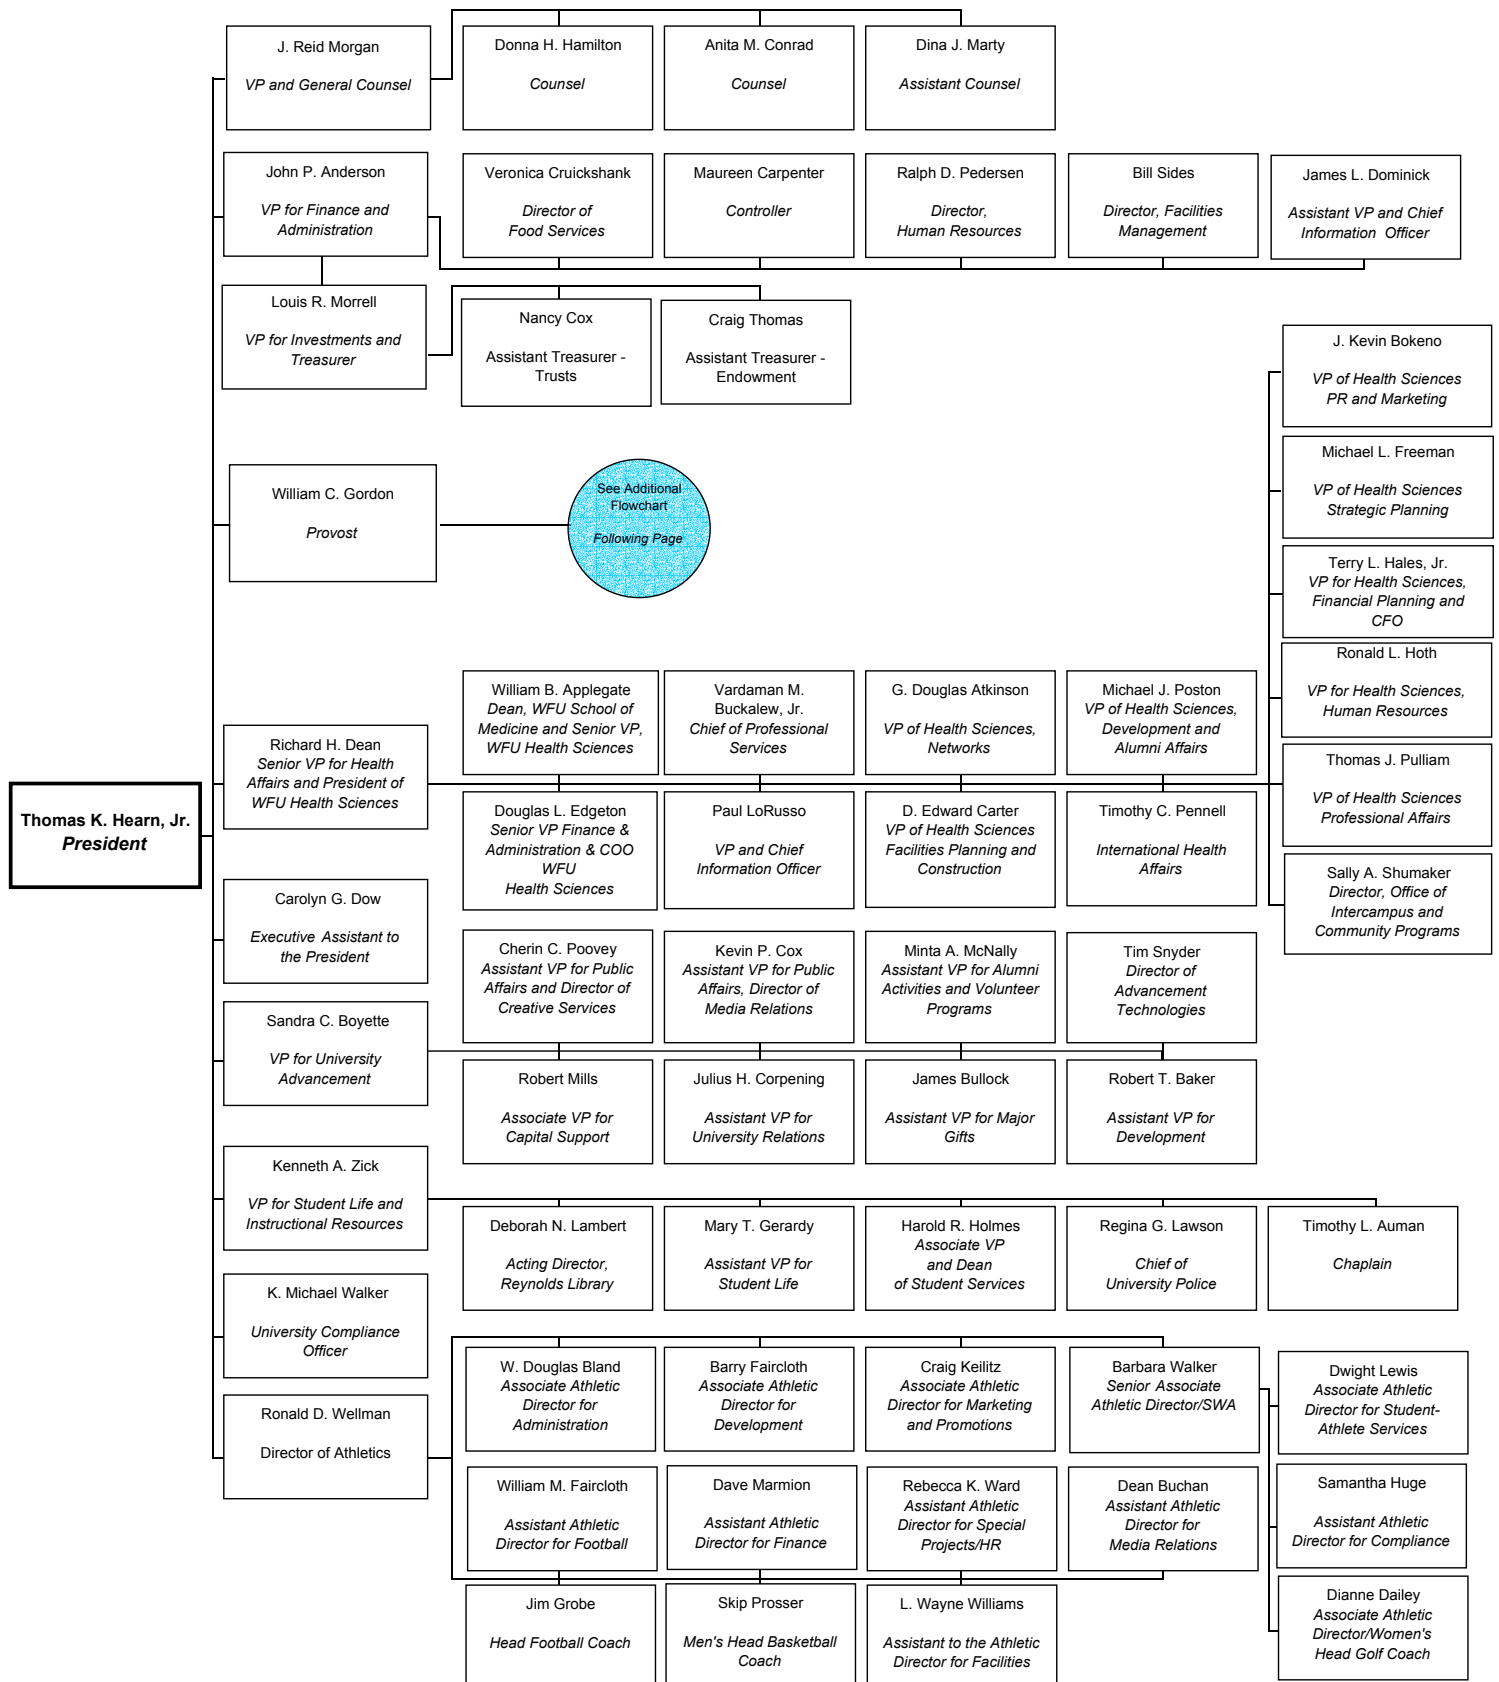 J. Reid Morgan
VP and General Counsel
Donna H. Hamilton
Counsel
Anita M. Conrad
Counsel
Dina J. Marty
Assistant Counsel
John P. Anderson
VP for Finance and
Administration
Veronica Cruickshank
Director of
Food Services
Maureen Carpenter
Controller
Ralph D. Pedersen
Director,
Human Resources
Bill Sides
Director, Facilities
Management
James L. Dominick
Assistant VP and Chief
Information Officer
Louis R. Morrell
VP for Investments and
Treasurer
Nancy Cox
Assistant Treasurer -
Trusts
Craig Thomas
Assistant Treasurer -
Endowment
J. Kevin Bokeno
VP of Health Sciences
PR and Marketing
Michael L. Freeman
VP of Health Sciences
Strategic Planning
Terry L. Hales, Jr.
VP for Health Sciences,
Financial Planning and
CFO
Ronald L. Hoth
VP for Health Sciences,
Human Resources
Thomas J. Pulliam
VP of Health Sciences
Professional Affairs
Sally A. Shumaker
Director, Office of
Intercampus and
Community Programs
William C. Gordon
Provost
See Additional
Flowchart
Following Page
Thomas K. Hearn, Jr.
President
Richard H. Dean
Senior VP for Health
Affairs and President of
WFU Health Sciences
William B. Applegate
Dean, WFU School of
Medicine and Senior VP,
WFU Health Sciences
Vardaman M.
Buckalew, Jr.
Chief of Professional
Services
G. Douglas Atkinson
VP of Health Sciences,
Networks
Michael J. Poston
VP of Health Sciences,
Development and
Alumni Affairs
Douglas L. Edgeton
Senior VP Finance &
Administration & COO
WFU
Health Sciences
Paul LoRusso
VP and Chief
Information Officer
D. Edward Carter
VP of Health Sciences
Facilities Planning and
Construction
Timothy C. Pennell
International Health
Affairs
Carolyn G. Dow
Executive Assistant to
the President
Sandra C. Boyette
VP for University
Advancement
Cherin C. Poovey
Assistant VP for Public
Affairs and Director of
Creative Services
Kevin P. Cox
Assistant VP for Public
Affairs, Director of
Media Relations
Minta A. McNally
Assistant VP for Alumni
Activities and Volunteer
Programs
Tim Snyder
Director of
Advancement
Technologies
Robert Mills
Associate VP for
Capital Support
Julius H. Corpening
Assistant VP for
University Relations
James Bullock
Assistant VP for Major
Gifts
Robert T. Baker
Assistant VP for
Development
Kenneth A. Zick
VP for Student Life and
Instructional Resources
Deborah N. Lambert
Acting Director,
Reynolds Library
Mary T. Gerardy
Assistant VP for
Student Life
Harold R. Holmes
Associate VP
and Dean
of Student Services
Regina G. Lawson
Chief of
University Police
Timothy L. Auman
Chaplain
K. Michael Walker
University Compliance
Officer
Ronald D. Wellman
Director of Athletics
W. Douglas Bland
Associate Athletic
Director for
Administration
Barry Faircloth
Associate Athletic
Director for
Development
Craig Keilitz
Associate Athletic
Director for Marketing
and Promotions
Barbara Walker
Senior Associate
Athletic Director/SWA
Dwight Lewis
Associate Athletic
Director for Student-
Athlete Services
William M. Faircloth
Assistant Athletic
Director for Football
Dave Marmion
Assistant Athletic
Director for Finance
Rebecca K. Ward
Assistant Athletic
Director for Special
Projects/HR
Dean Buchan
Assistant Athletic
Director for
Media Relations
Samantha Huge
Assistant Athletic
Director for Compliance
Jim Grobe
Head Football Coach
Skip Prosser
Men's Head Basketball
Coach
L. Wayne Williams
Assistant to the Athletic
Director for Facilities
Dianne Dailey
Associate Athletic
Director/Women's
Head Golf Coach